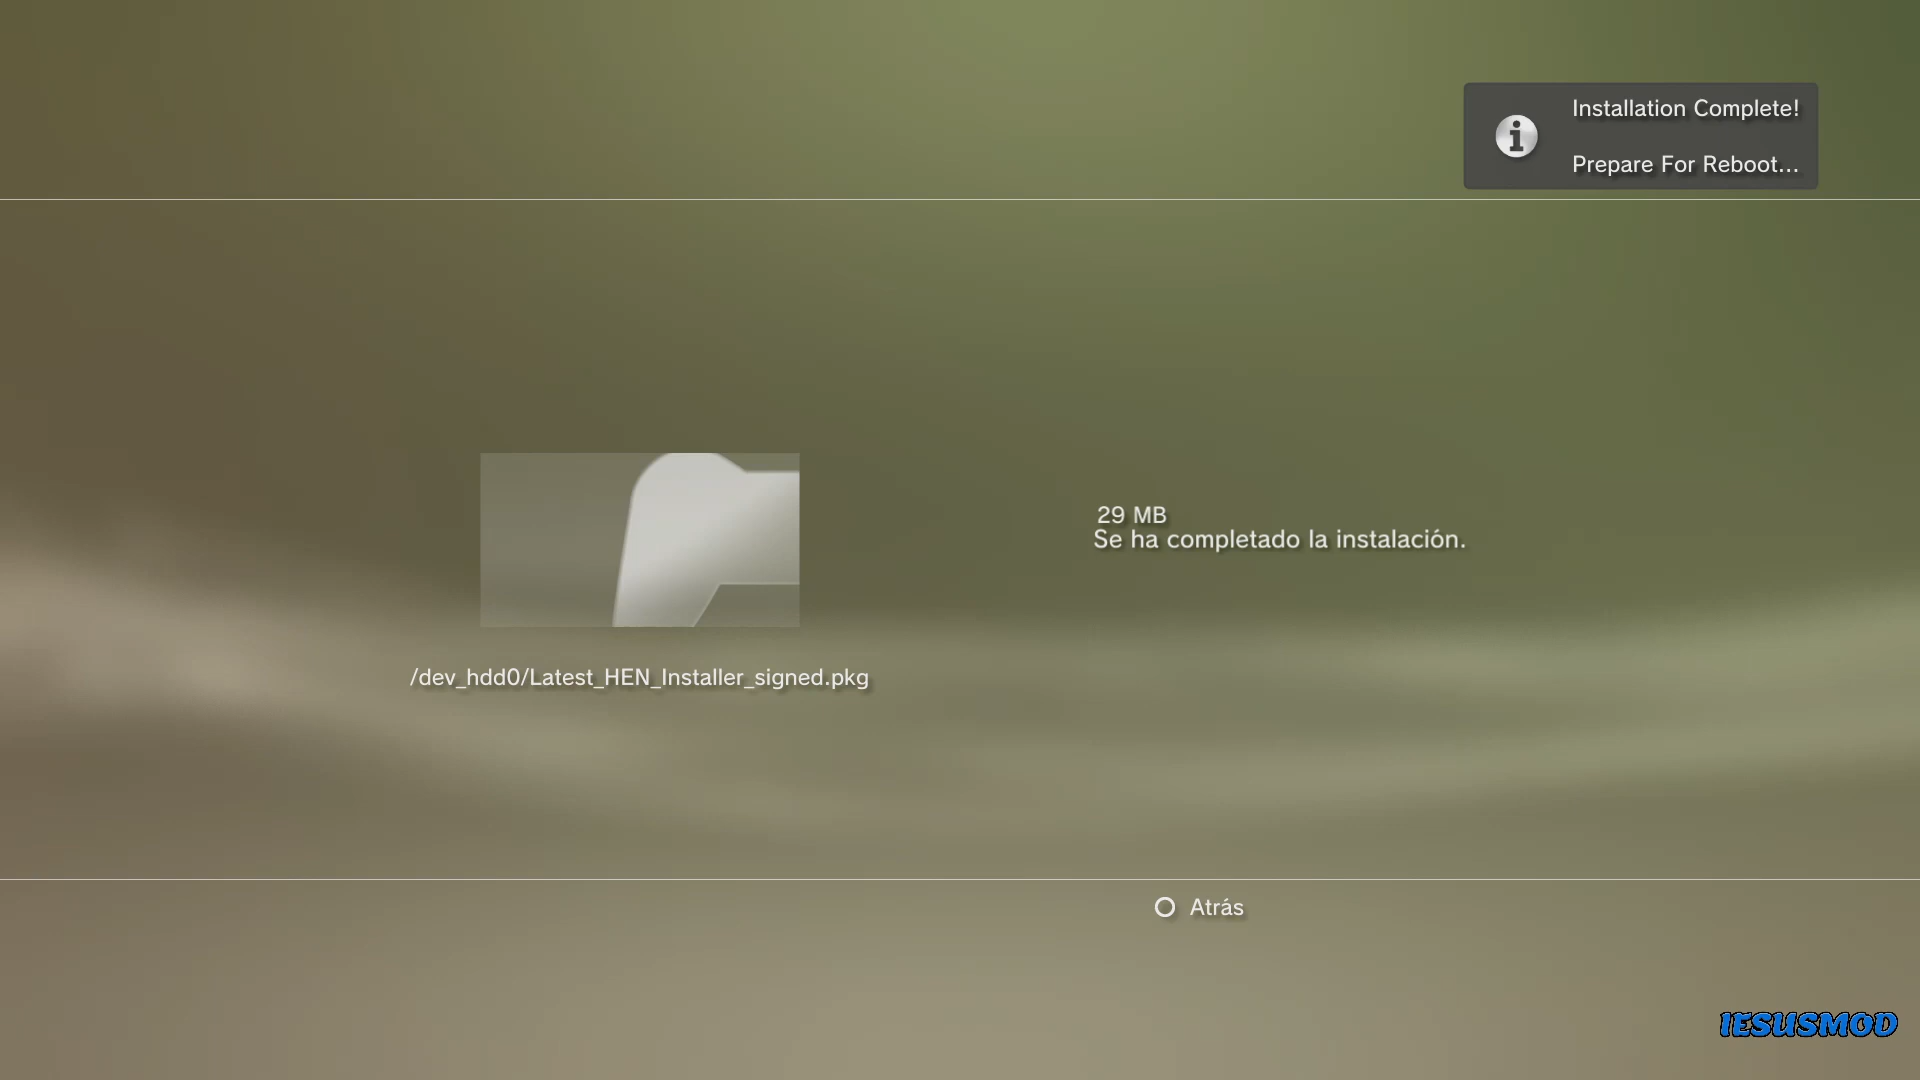 Installation Complete!
Prepare For Reboot...
29 MB
Se ha completado la instalación.
/dev_hdd0/Latest_HEN_Installer_signed.pkg
Atrás
IESUSMOD